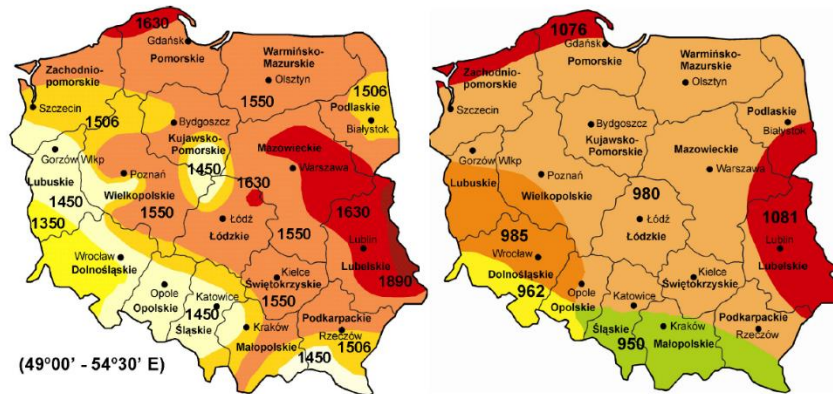 1630
Gdańsk
Pomorskie
Warmińsko-
Mazurskie
Olsztyn
Zachodnio-
pomorskie
Szczecin
1506
1550
1506
Podlaskie
Białystok
Bydgoszcz
Kujawsko-
Pomorskie
1450
Mazowieckie
Warszawa
Gorzów Wlkp
Lubuskie
1450
Poznań
Wielkopolskie
1550
1630
1350
Łódź
Łódzkie
1550
1630
Lublin
Lubelskie
1890
Wrocław
Dolnośląskie
Opole
Opolskie
Katowice
1450
Śląskie
Kielce
Świętokrzyskie
1550
Kraków
Małopolskie
Podkarpackie
Rzeszów
1506
1450
(49º00' - 54º30' E)
1076
Gdańsk
Pomorskie
Warmińsko-
Mazurskie
Olsztyn
Zachodnio-
pomorskie
Szczecin
Podlaskie
Białystok
Bydgoszcz
Kujawsko-
Pomorskie
Mazowieckie
Warszawa
Gorzów Wlkp
Lubuskie
Poznań
Wielkopolskie
980
Łódź
Łódzkie
1081
Lublin
Lubelskie
985
Wrocław
Dolnośląskie
962
Opole
Opolskie
Katowice
Śląskie
950
Kielce
Świętokrzyskie
Kraków
Małopolskie
Podkarpackie
Rzeszów